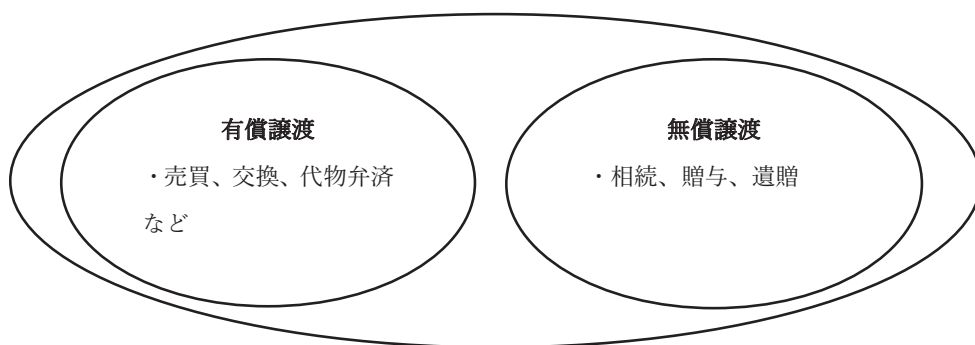 有償譲渡
・売買、交換、代物弁済
など
無償譲渡
・相続、贈与、遺贈